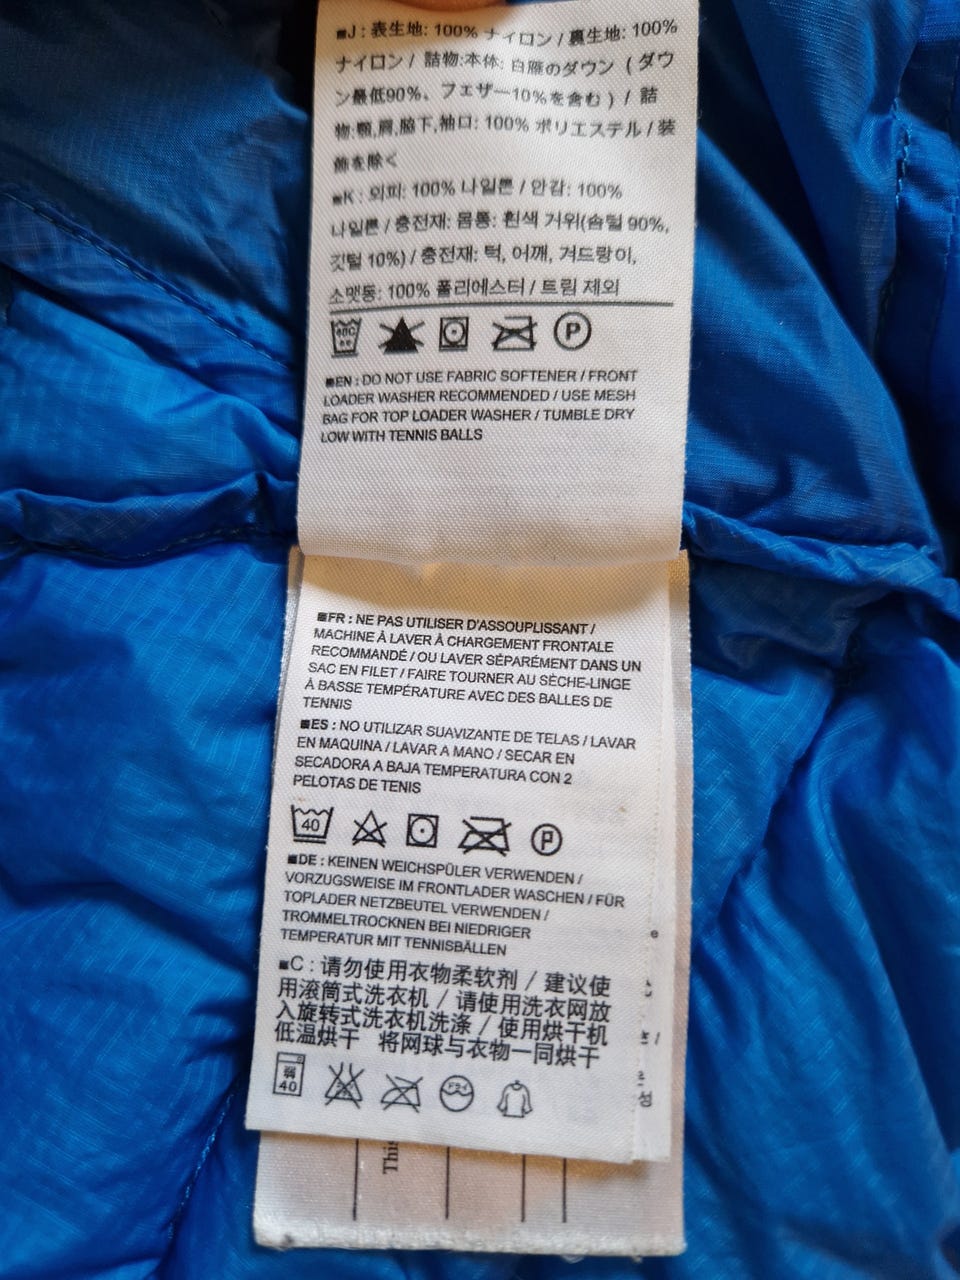 ■J : 表生地: 100% ナイロン / 裏生地: 100%
ナイロン / 詰物:本体: 白雁のダウン ( ダウ
ン最低90%、フェザー10%を含む ) / 詰
物:顎,肩,脇下,袖口: 100% ポリエステル / 装
飾を除く
■K : 외피: 100% 나일론 / 안감: 100%
나일론 / 충전재: 몸통: 흰색 거위(솜털 90%,
깃털 10%) / 충전재: 턱, 어깨, 겨드랑이,
소맷동: 100% 폴리에스터 / 트림 제외
P
■EN : DO NOT USE FABRIC SOFTENER / FRONT
LOADER WASHER RECOMMENDED / USE MESH
BAG FOR TOP LOADER WASHER / TUMBLE DRY
LOW WITH TENNIS BALLS
■FR : NE PAS UTILISER D'ASSOUPLISSANT /
MACHINE À LAVER À CHARGEMENT FRONTALE
RECOMMANDÉ / OU LAVER SÉPARÉMENT DANS UN
SAC EN FILET / FAIRE TOURNER AU SÈCHE-LINGE
À BASSE TEMPÉRATURE AVEC DES BALLES DE
TENNIS
■ES : NO UTILIZAR SUAVIZANTE DE TELAS / LAVAR
EN MAQUINA / LAVAR A MANO / SECAR EN
SECADORA A BAJA TEMPERATURA CON 2
PELOTAS DE TENIS
40 P
■DE : KEINEN WEICHSPÜLER VERWENDEN /
VORZUGSWEISE IM FRONTLADER WASCHEN / FÜR
TOPLADER NETZBEUTEL VERWENDEN /
TROMMELTROCKNEN BEI NIEDRIGER
TEMPERATUR MIT TENNISBÄLLEN
■C : 请勿使用衣物柔软剂 / 建议使
用滚筒式洗衣机 / 请使用洗衣网放
入旋转式洗衣机洗涤 / 使用烘干机
低温烘干 将网球与衣物一同烘干
弱
40 ドライ
This